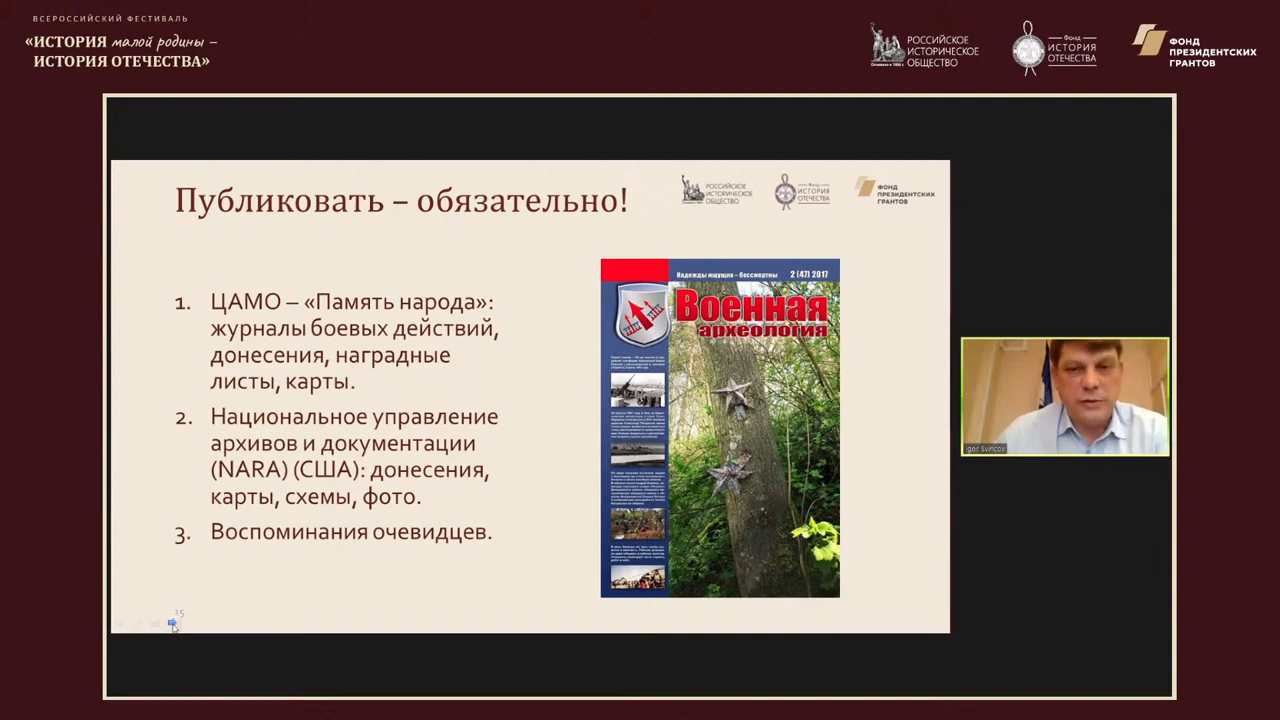 ВСЕРОССИЙСКИЙ ФЕСТИВАЛЬ
«ИСТОРИЯ малой родины –
ИСТОРИЯ ОТЕЧЕСТВА»
РОССИЙСКОЕ
ИСТОРИЧЕСКОЕ
ОБЩЕСТВО
Фонд
ИСТОРИЯ
ОТЕЧЕСТВА
ФОНД
ПРЕЗИДЕНТСКИХ
ГРАНТОВ
Публиковать – обязательно!
РОССИЙСКОЕ
ИСТОРИЧЕСКОЕ
ОБЩЕСТВО
Фонд
ИСТОРИЯ
ОТЕЧЕСТВА
ФОНД
ПРЕЗИДЕНТСКИХ
ГРАНТОВ
1. ЦАМО – «Память народа»:
журналы боевых действий,
донесения, наградные
листы, карты.
2. Национальное управление
архивов и документации
(NARA) (США): донесения,
карты, схемы, фото.
3. Воспоминания очевидцев.
Надежды ищущих – бессмертны 2 (47) 2017
Военная
археология
Igor Svincov
15